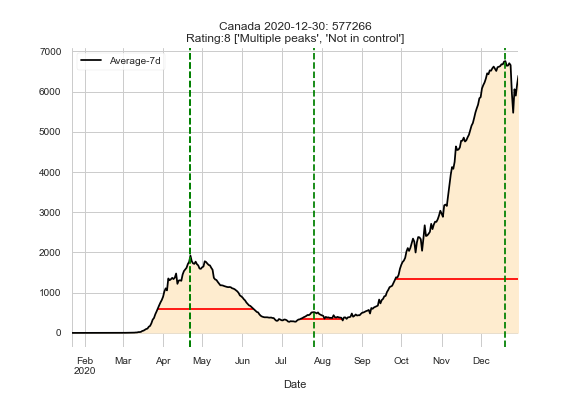 Canada 2020-12-30: 577266
Rating:8 ['Multiple peaks', 'Not in control']
Average-7d
7000
6000
5000
4000
3000
2000
1000
0
Feb Mar Apr May Jun Jul Aug Sep Oct Nov Dec
2020
Date